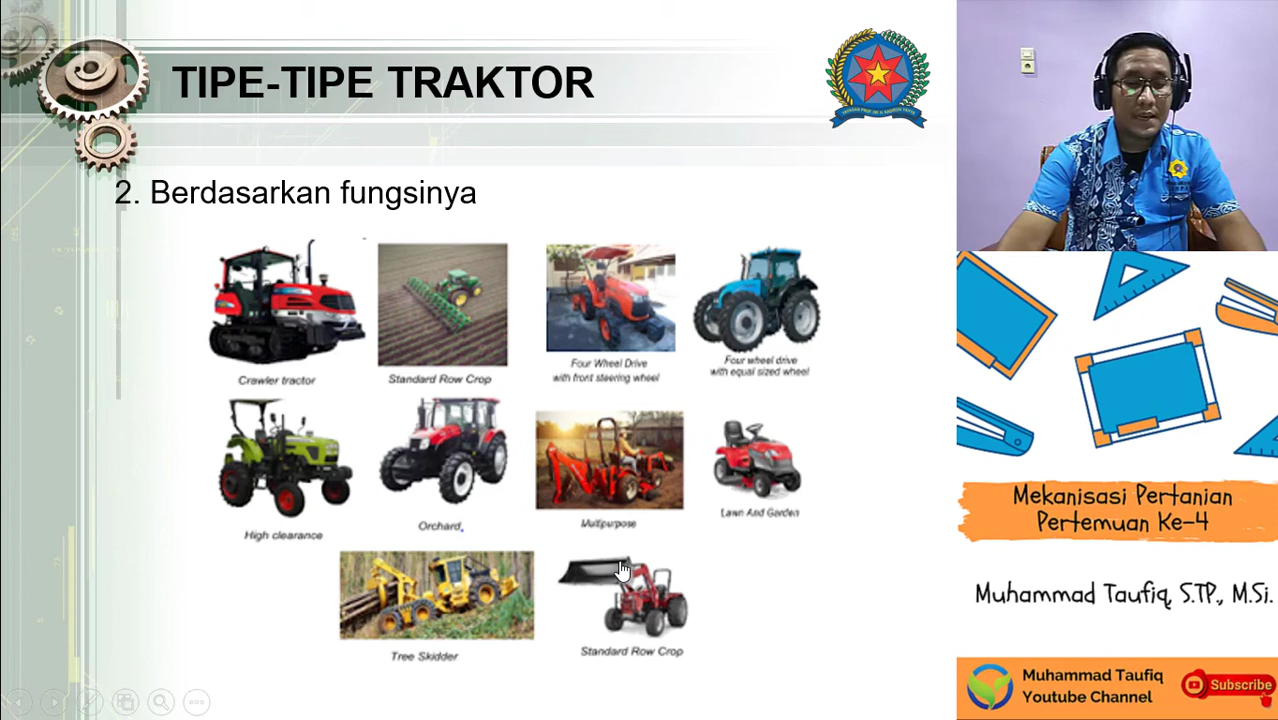 TIPE-TIPE TRAKTOR
2. Berdasarkan fungsinya
Crawler tractor
Standard Row Crop
Four Wheel Drive
with front steering wheel
Four wheel drive
with equal sized wheel
High clearance
Orchard
Multipurpose
Lawn And Garden
Tree Skidder
Standard Row Crop
Mekanisasi Pertanian
Pertemuan Ke-4
Muhammad Taufiq, S.TP., M.Si.
Muhammad Taufiq
Youtube Channel
Subscribe